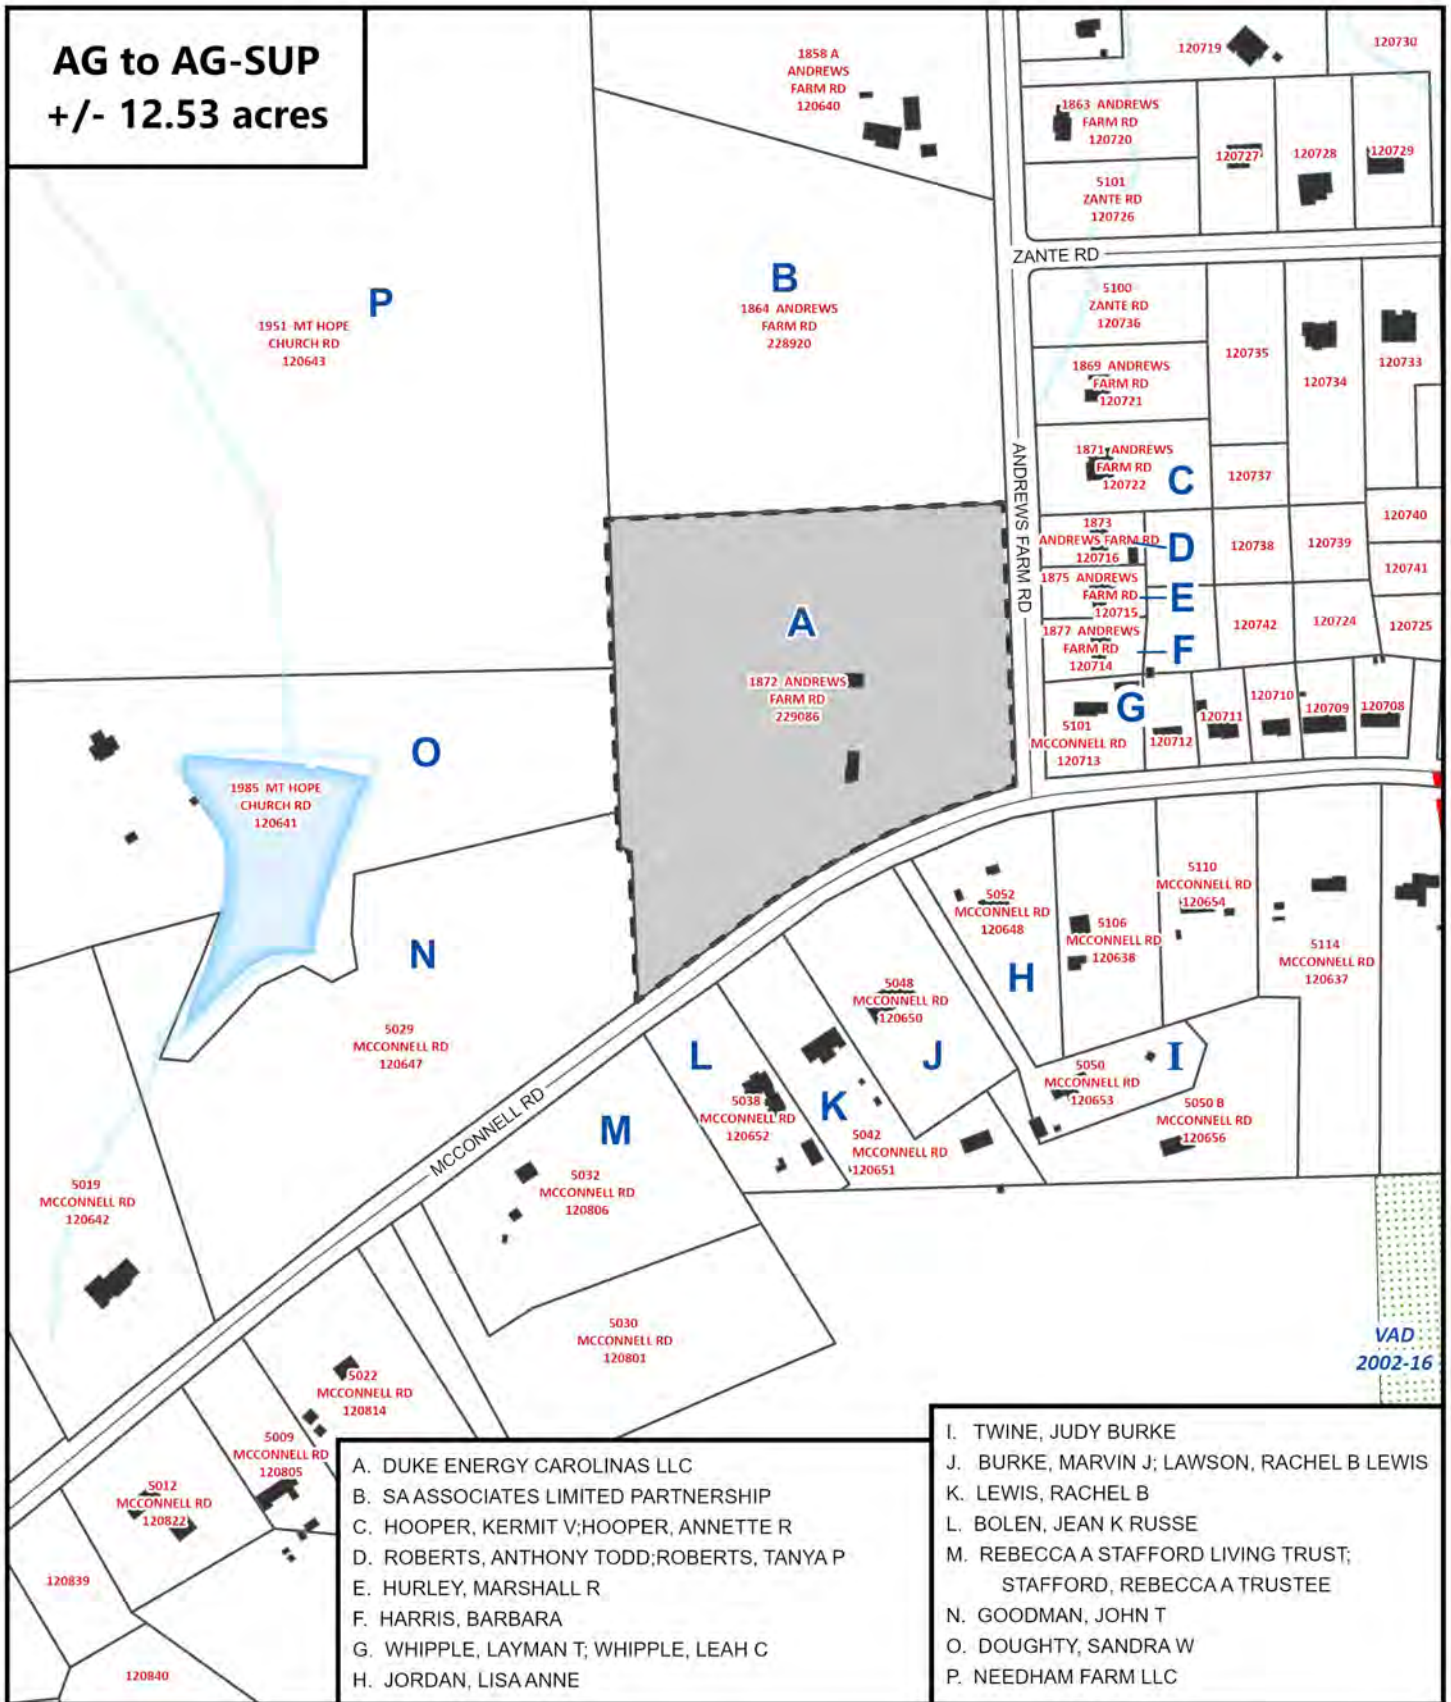 AG to AG-SUP
+/- 12.53 acres
1858 A
ANDREWS
FARM RD
120640
120719
120730
1863 ANDREWS
FARM RD
120720
120727
120728
120729
5101
ZANTE RD
120726
ZANTE RD
P
1951 MT HOPE
CHURCH RD
120643
B
1864 ANDREWS
FARM RD
228920
5100
ZANTE RD
120736
1869 ANDREWS
FARM RD
120721
120735
120734
120733
1871 ANDREWS
FARM RD
120722
C
120737
ANDREWS FARM RD
1873
ANDREWS FARM RD
120716
D
120738
120739
120740
120741
1875 ANDREWS
FARM RD
120715
E
1877 ANDREWS
FARM RD
120714
F
120742
120724
120725
A
1872 ANDREWS
FARM RD
229086
G
5101
MCCONNELL RD
120713
120712
120711
120710
120709
120708
O
1985 MT HOPE
CHURCH RD
120641
N
5029
MCCONNELL RD
120647
5052
MCCONNELL RD
120648
H
5106
MCCONNELL RD
120638
5110
MCCONNELL RD
120654
5114
MCCONNELL RD
120637
5048
MCCONNELL RD
120650
J
I
5050
MCCONNELL RD
120653
5050 B
MCCONNELL RD
120656
L
5038
MCCONNELL RD
120652
K
5042
MCCONNELL RD
120651
MCCONNELL RD
M
5032
MCCONNELL RD
120806
5019
MCCONNELL RD
120642
5030
MCCONNELL RD
120801
VAD
2002-16
5022
MCCONNELL RD
120814
5009
MCCONNELL RD
120805
5012
MCCONNELL RD
120822
120839
120840
A. DUKE ENERGY CAROLINAS LLC
B. SA ASSOCIATES LIMITED PARTNERSHIP
C. HOOPER, KERMIT V;HOOPER, ANNETTE R
D. ROBERTS, ANTHONY TODD;ROBERTS, TANYA P
E. HURLEY, MARSHALL R
F. HARRIS, BARBARA
G. WHIPPLE, LAYMAN T; WHIPPLE, LEAH C
H. JORDAN, LISA ANNE
I. TWINE, JUDY BURKE
J. BURKE, MARVIN J; LAWSON, RACHEL B LEWIS
K. LEWIS, RACHEL B
L. BOLEN, JEAN K RUSSE
M. REBECCA A STAFFORD LIVING TRUST;
STAFFORD, REBECCA A TRUSTEE
N. GOODMAN, JOHN T
O. DOUGHTY, SANDRA W
P. NEEDHAM FARM LLC